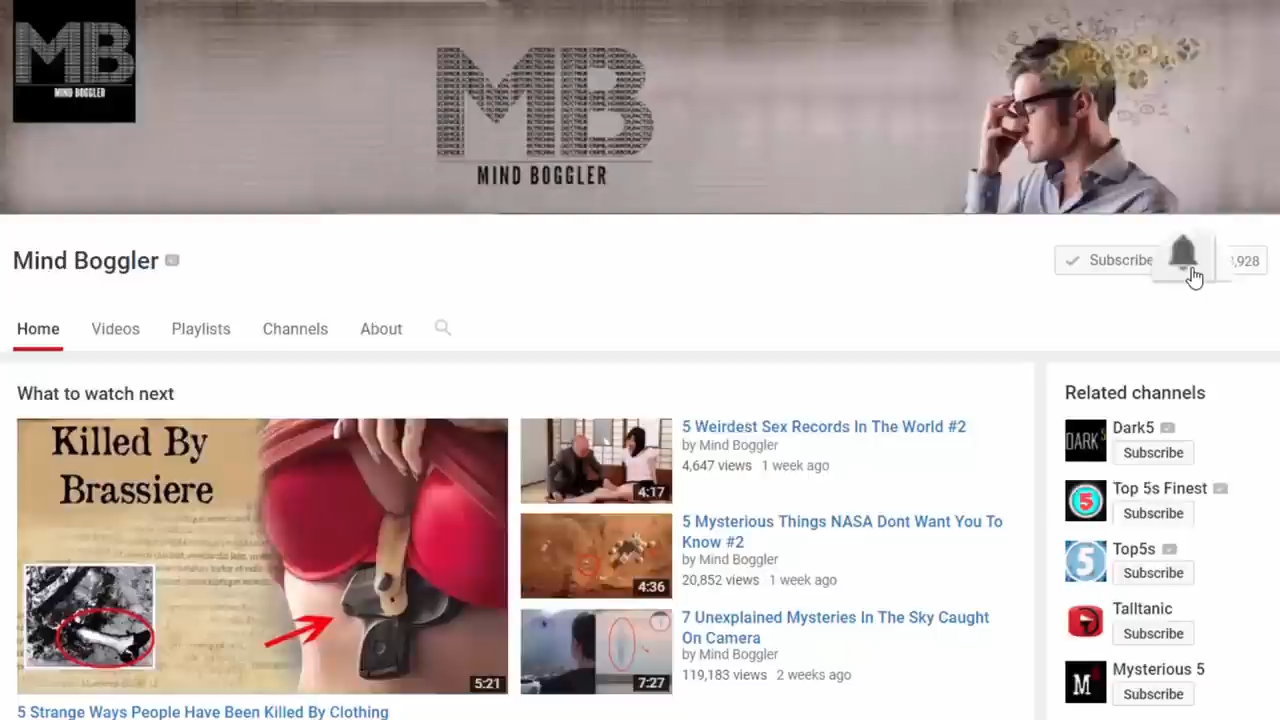 MB
MIND BOGGLER
MB
MIND BOGGLER
Mind Boggler
Subscribe
,928
Home Videos Playlists Channels About
What to watch next
Killed By
Brassiere
5:21
5 Strange Ways People Have Been Killed By Clothing
4:17
5 Weirdest Sex Records In The World #2
by Mind Boggler
4,647 views 1 week ago
4:36
5 Mysterious Things NASA Dont Want You To
Know #2
by Mind Boggler
20,852 views 1 week ago
7:27
7 Unexplained Mysteries In The Sky Caught
On Camera
by Mind Boggler
119,183 views 2 weeks ago
Related channels
DARK5
Dark5
Subscribe
5
Top 5s Finest
Subscribe
5
Top5s
Subscribe
Talltanic
Subscribe
M
Mysterious 5
Subscribe